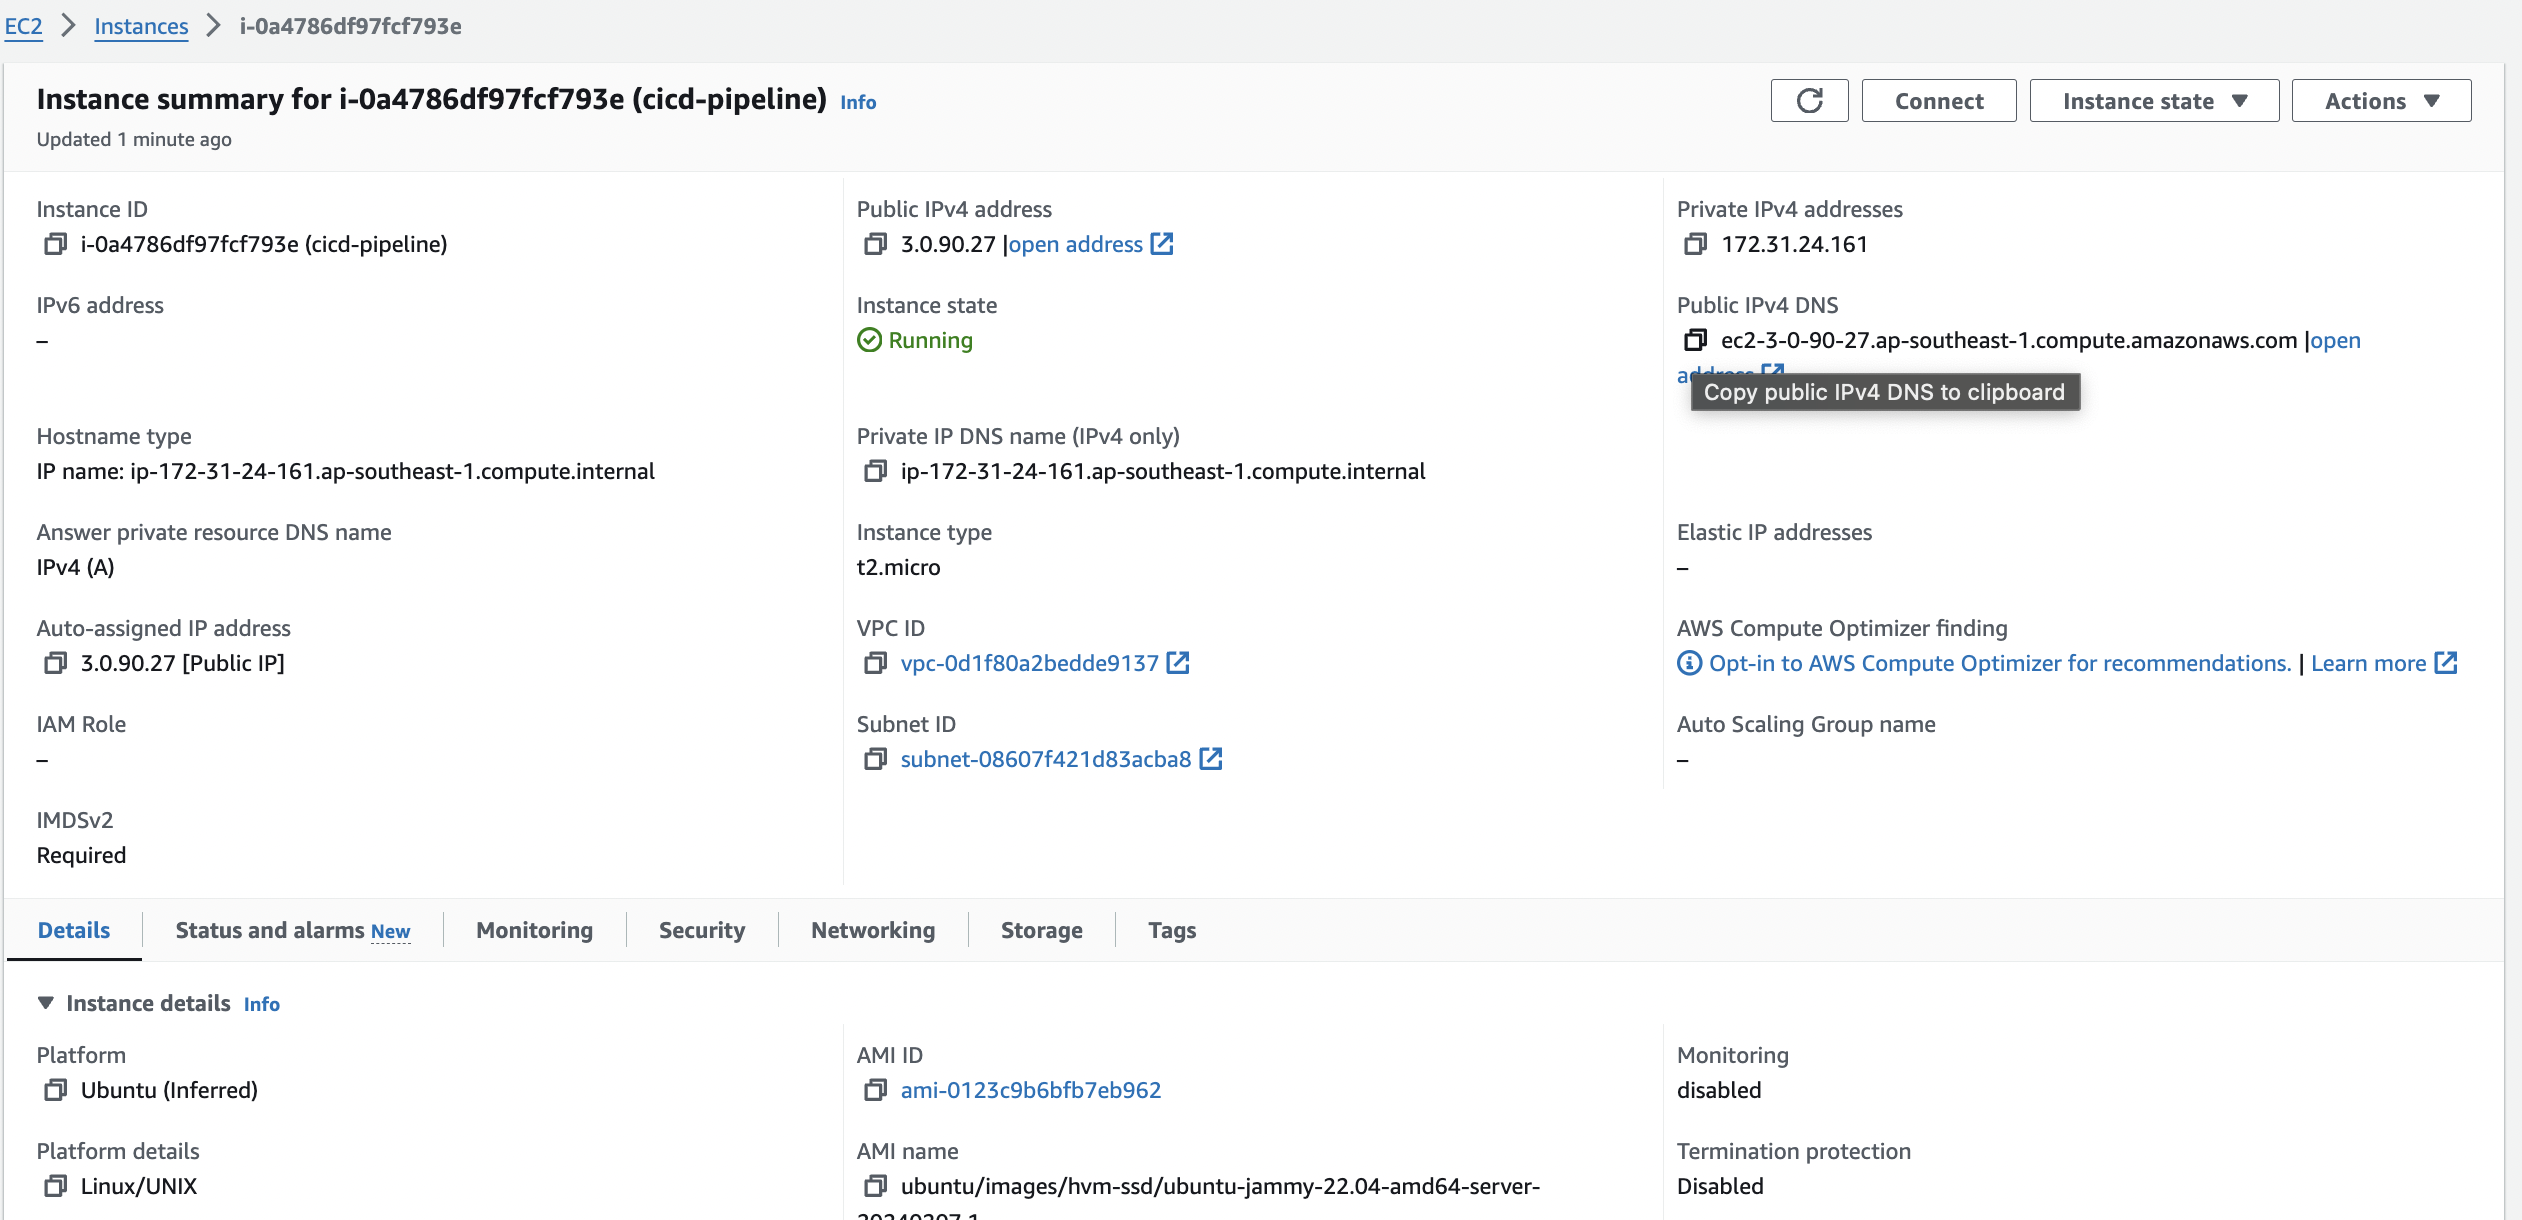 EC2 > Instances > i-0a4786df97fcf793e
Instance summary for i-0a4786df97fcf793e (cicd-pipeline) Info
Updated 1 minute ago
Connect
Instance state ▼
Actions ▼
Instance ID
i-0a4786df97fcf793e (cicd-pipeline)
Public IPv4 address
3.0.90.27 |open address
Private IPv4 addresses
172.31.24.161
IPv6 address
–
Instance state
Running
Public IPv4 DNS
ec2-3-0-90-27.ap-southeast-1.compute.amazonaws.com |open
address
Copy public IPv4 DNS to clipboard
Hostname type
IP name: ip-172-31-24-161.ap-southeast-1.compute.internal
Private IP DNS name (IPv4 only)
ip-172-31-24-161.ap-southeast-1.compute.internal
Answer private resource DNS name
IPv4 (A)
Instance type
t2.micro
Elastic IP addresses
–
Auto-assigned IP address
3.0.90.27 [Public IP]
VPC ID
vpc-0d1f80a2bedde9137
AWS Compute Optimizer finding
Opt-in to AWS Compute Optimizer for recommendations. | Learn more
IAM Role
–
Subnet ID
subnet-08607f421d83acba8
Auto Scaling Group name
–
IMDSv2
Required
Details
Status and alarms New
Monitoring
Security
Networking
Storage
Tags
▼ Instance details Info
Platform
Ubuntu (Inferred)
AMI ID
ami-0123c9b6bfb7eb962
Monitoring
disabled
Platform details
Linux/UNIX
AMI name
ubuntu/images/hvm-ssd/ubuntu-jammy-22.04-amd64-server-
Termination protection
Disabled